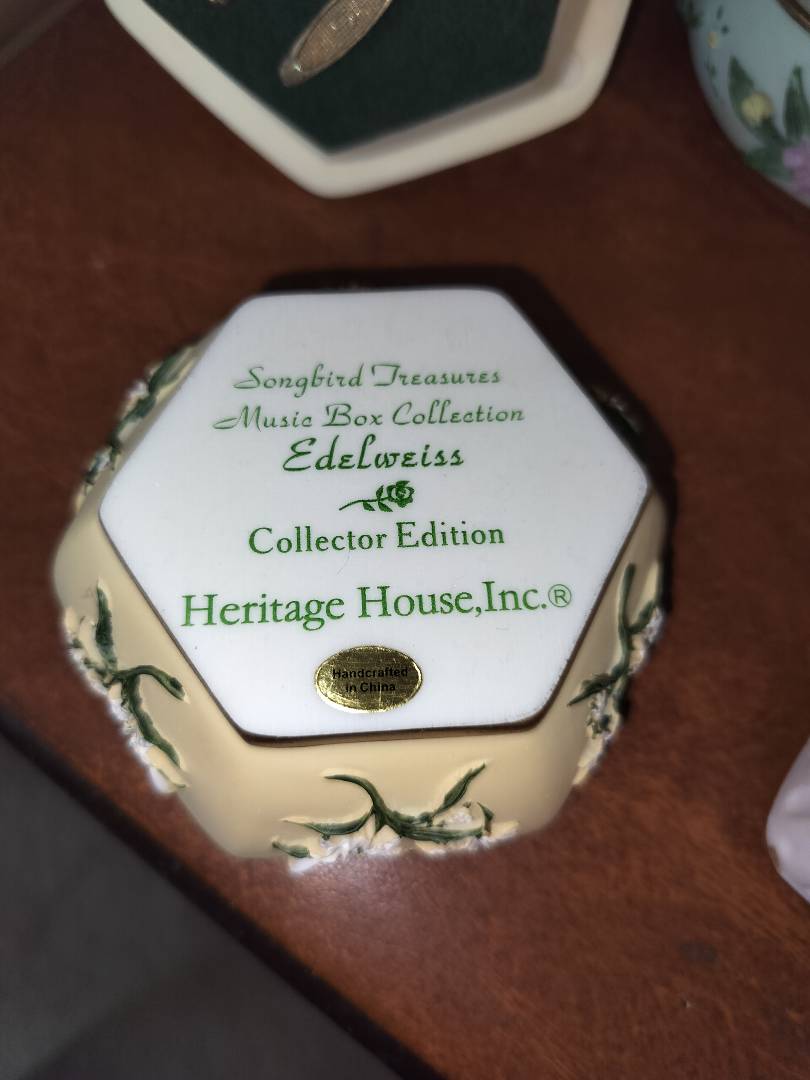 Songbird Treasures
Music Box Collection
Edelweiss
Collector Edition
Heritage House,Inc.®
Handcrafted
in China